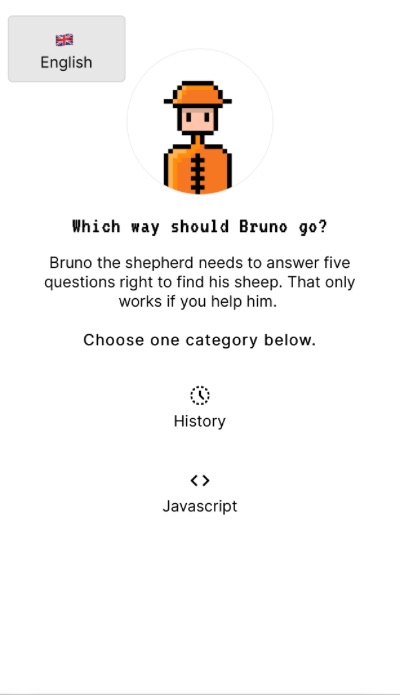 English
Which way should Bruno go?
Bruno the shepherd needs to answer five
questions right to find his sheep. That only
works if you help him.
Choose one category below.
History
Javascript